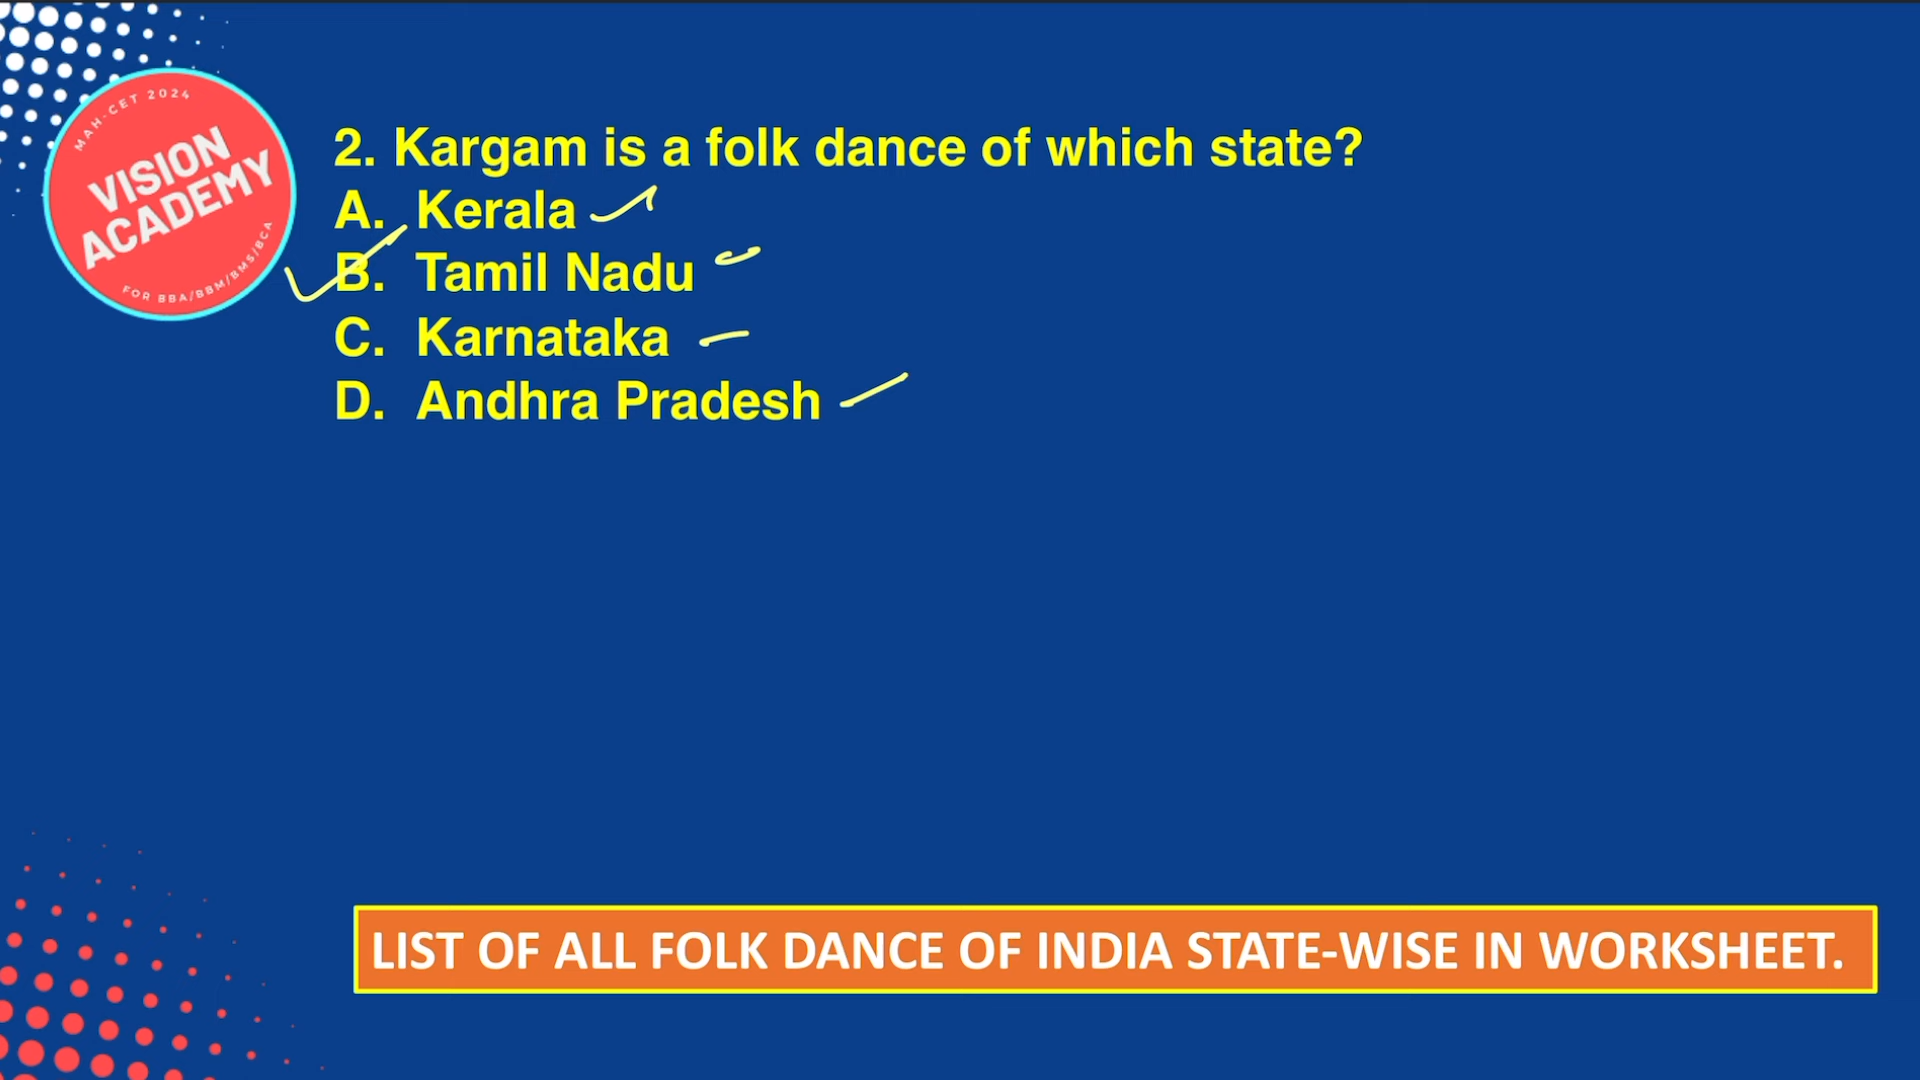 MAH-CET 2024
VISION
ACADEMY
FOR BBA/BBM/BMS/BCA
2. Kargam is a folk dance of which state?
A. Kerala
B. Tamil Nadu
C. Karnataka
D. Andhra Pradesh
LIST OF ALL FOLK DANCE OF INDIA STATE-WISE IN WORKSHEET.